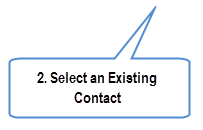 2. Select an Existing
Contact